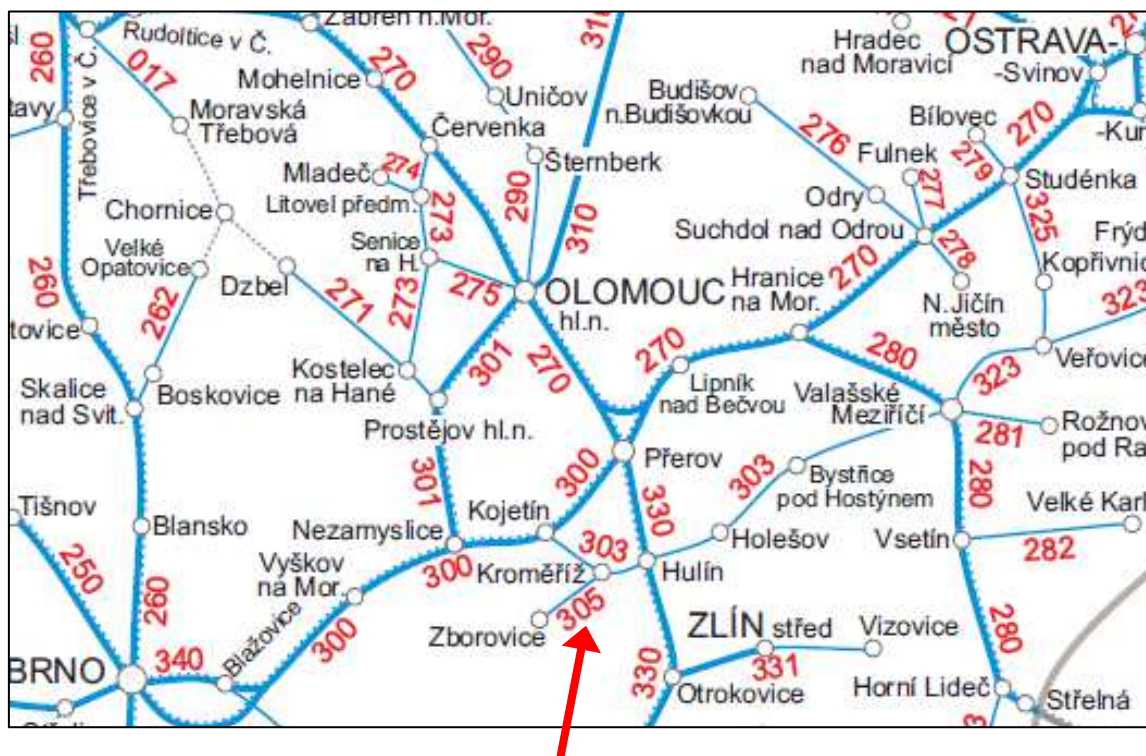 Rudoltice v Č.
Zábřeh n.Mor.
310
290
Hradec
nad Moravicí
OSTRAVA-
-Svinov
-Kun
260
017
Třebovice v Č.
tavy
Mohelnice
270
Uničov
Budišov
n.Budišovkou
276
Bílovec
270
279
Moravská
Třebová
Červenka
Šternberk
Fulnek
277
Studénka
Mladeč
274
Litovel předm.
290
310
Odry
Suchdol nad Odrou
325
Chornice
273
Senice
na H.
278
Frýd
Kopřivnic
Velké
Opatovice
Dzbel
275
OLOMOUC
hl.n.
Hranice
na Mor.
270
N.Jičín
město
323
260
262
271
273
tovice
301
270
270
280
323
Veřovice
Kostelec
na Hané
Lipník
nad Bečvou
Valašské
Meziříčí
Skalice
nad Svit.
Boskovice
Prostějov hl.n.
281
Rožnov
pod Ra
300
Přerov
303
Bystřice
pod Hostýnem
301
280
Tišnov
Blansko
Nezamyslice
Kojetín
330
Holešov
Vsetín
Velké Karl
282
250
260
Vyškov
na Mor.
300
303
Kroměříž
Hulín
305
Zborovice
ZLÍN střed
Vizovice
280
Blažovice
300
BRNO
340
330
331
Otrokovice
Horní Lideč
Střelná